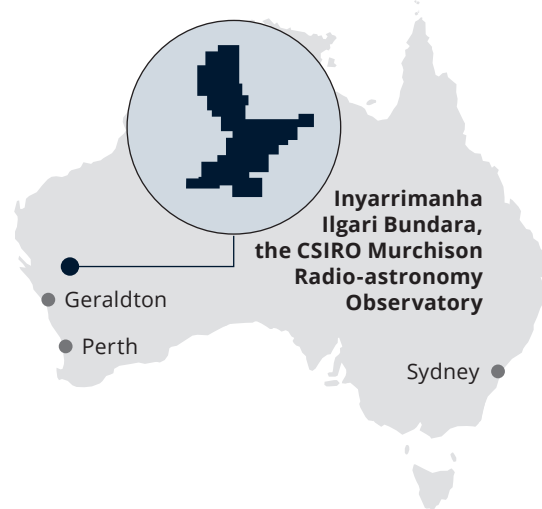 Inyarrimanha
Ilgari Bundara,
the CSIRO Murchison
Radio-astronomy
Observatory
Geraldton
Perth
Sydney